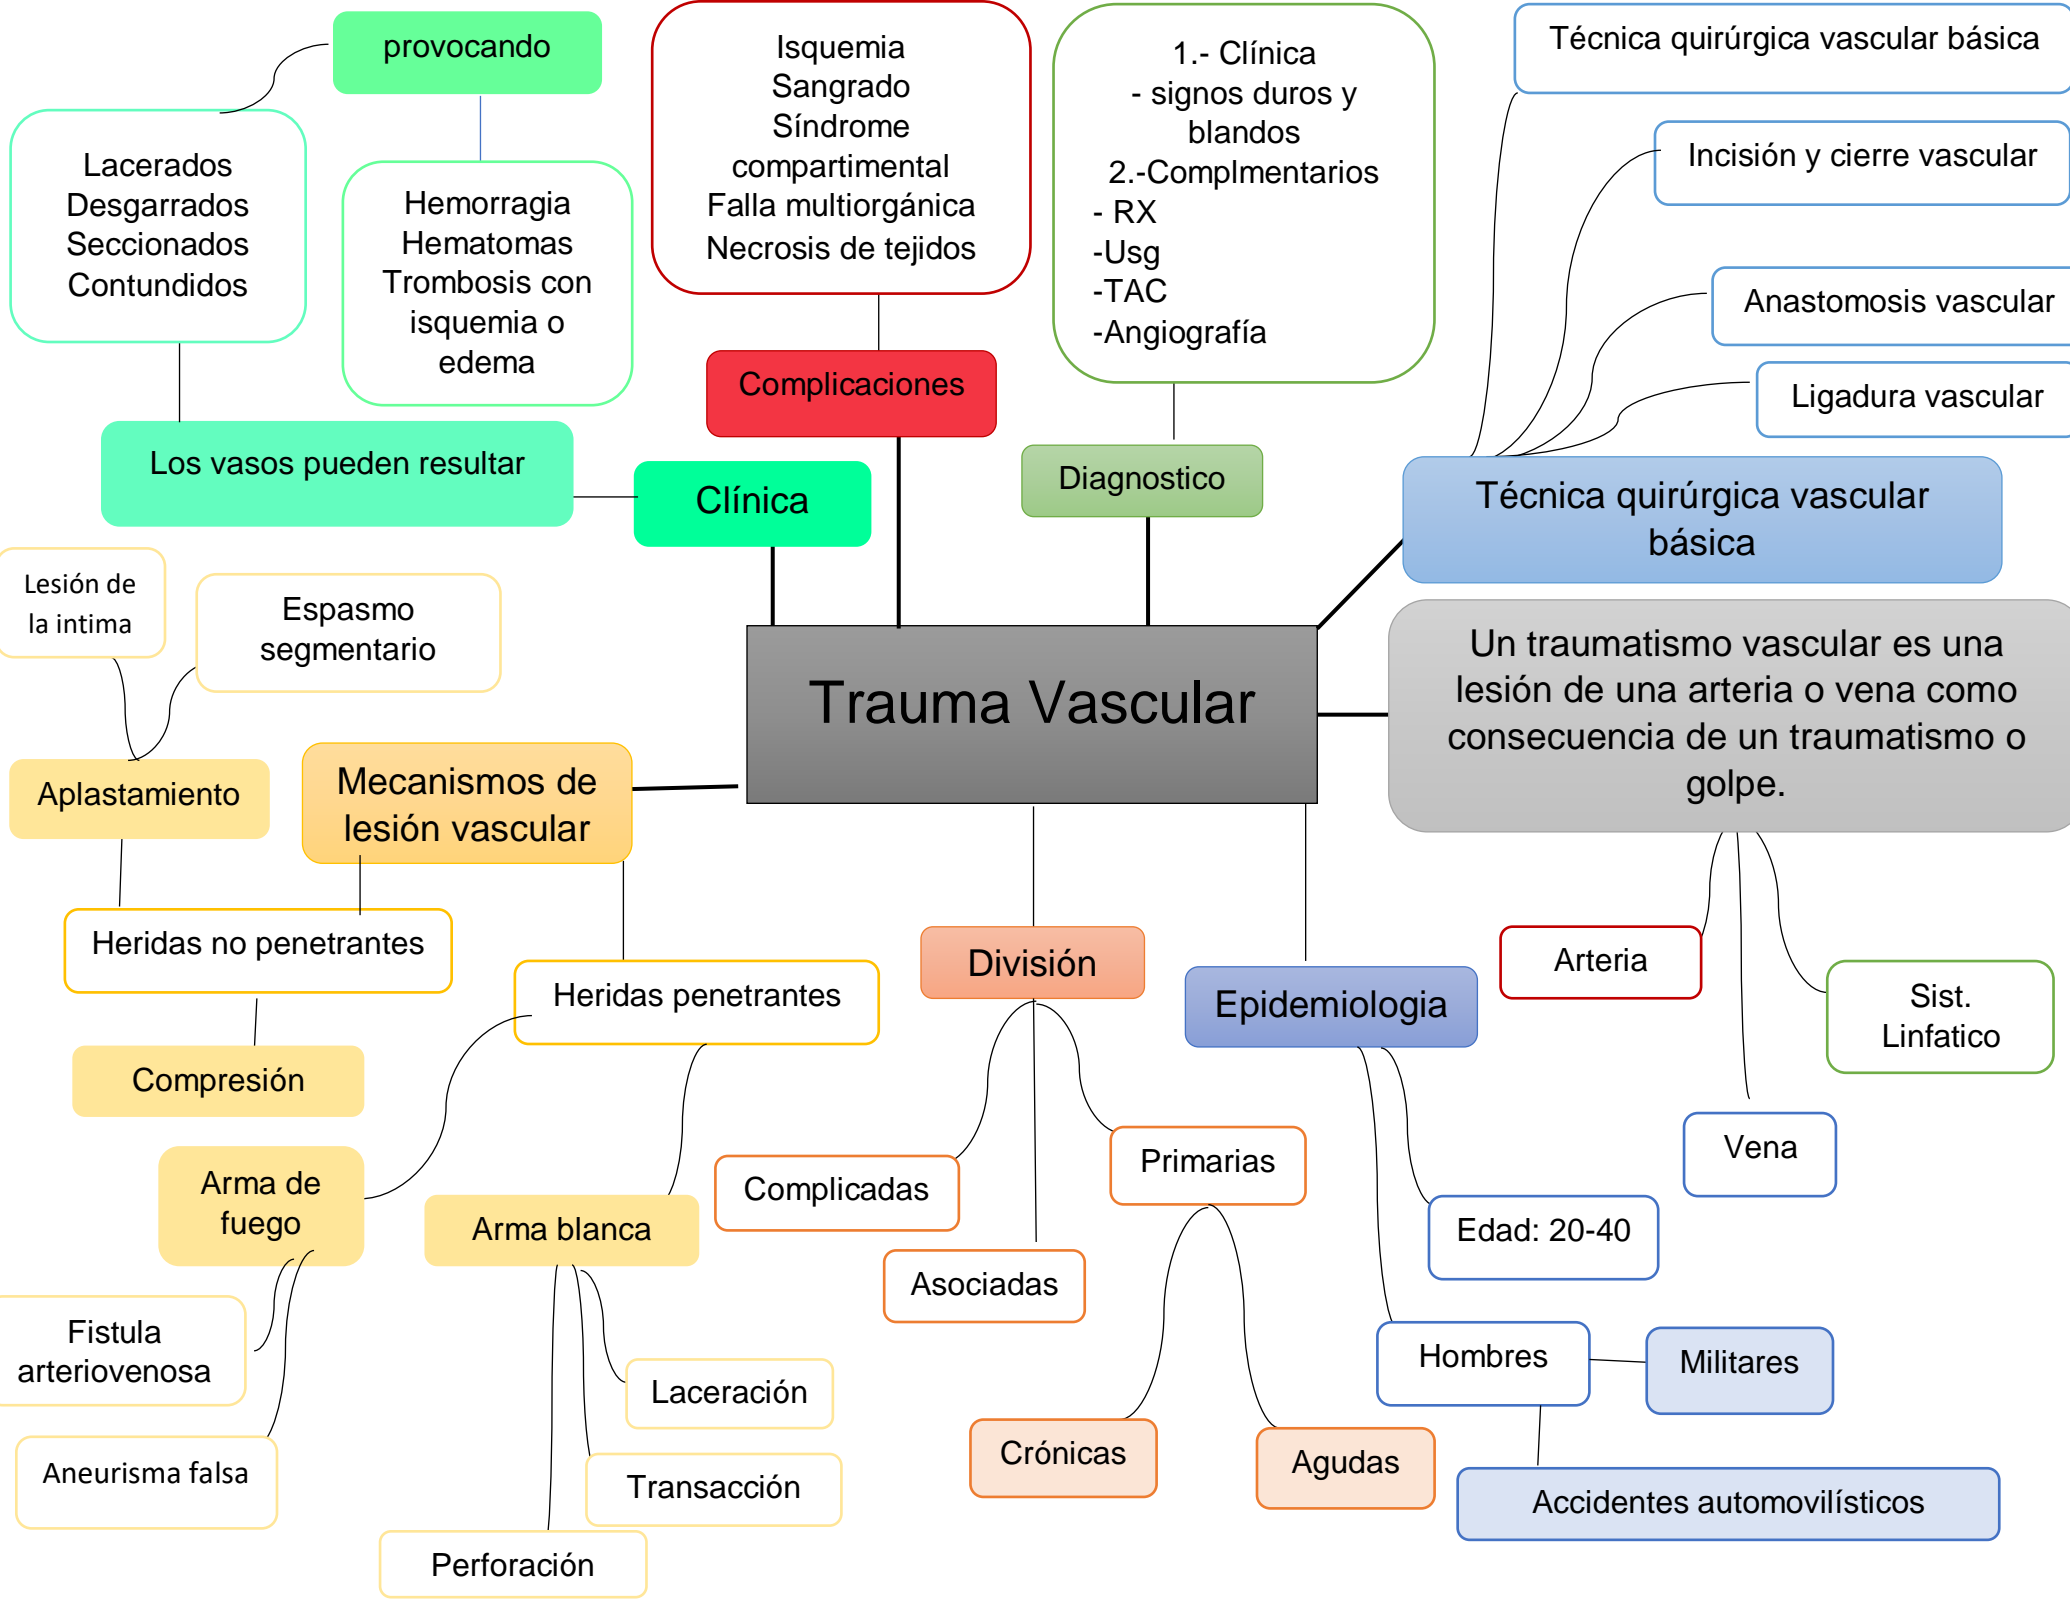 provocando
Lacerados
Desgarrados
Seccionados
Contundidos
Hemorragia
Hematomas
Trombosis con
isquemia o
edema
Los vasos pueden resultar
Clínica
Isquemia
Sangrado
Síndrome
compartimental
Falla multiorgánica
Necrosis de tejidos
Complicaciones
1.- Clínica
- signos duros y
blandos
2.-Complmentarios
- RX
-Usg
-TAC
-Angiografía
Diagnostico
Técnica quirúrgica vascular básica
Incisión y cierre vascular
Anastomosis vascular
Ligadura vascular
Técnica quirúrgica vascular
básica
Trauma Vascular
Un traumatismo vascular es una
lesión de una arteria o vena como
consecuencia de un traumatismo o
golpe.
Arteria
Sist.
Linfatico
Vena
Lesión de
la intima
Espasmo
segmentario
Aplastamiento
Mecanismos de
lesión vascular
Heridas no penetrantes
Compresión
Heridas penetrantes
Arma de
fuego
Fistula
arteriovenosa
Aneurisma falsa
Arma blanca
Laceración
Transacción
Perforación
División
Complicadas
Asociadas
Primarias
Crónicas
Agudas
Epidemiologia
Edad: 20-40
Hombres
Militares
Accidentes automovilísticos